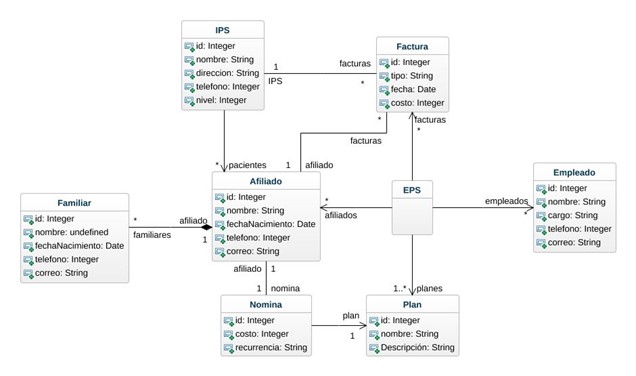 IPS
id: Integer
nombre: String
direccion: String
telefono: Integer
nivel: Integer
1
IPS
facturas
*
Factura
id: Integer
tipo: String
fecha: Date
costo: Integer
*
facturas
*
facturas
*
*
pacientes
1
afiliado
Afiliado
id: Integer
nombre: String
fechaNacimiento: Date
telefono: Integer
correo: String
*
afiliados
EPS
empleados
*
Empleado
id: Integer
nombre: String
cargo: String
telefono: Integer
correo: String
Familiar
id: Integer
nombre: undefined
fechaNacimiento: Date
telefono: Integer
correo: String
*
familiares
afiliado
1
afiliado
1
1
nomina
1..*
planes
Nomina
id: Integer
costo: Integer
recurrencia: String
plan
1
Plan
id: Integer
nombre: String
Descripción: String